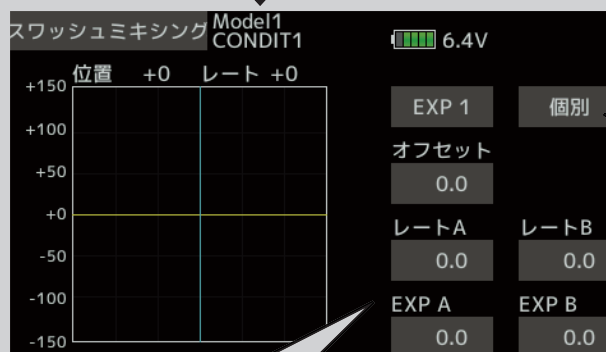 スワッシュミキシング Model1
CONDIT1
6.4V
位置 +0 レート +0
+150
+100
+50
+0
-50
-100
-150
EXP 1 個別
オフセット
0.0
レートA レートB
0.0 0.0
EXP A EXP B
0.0 0.0